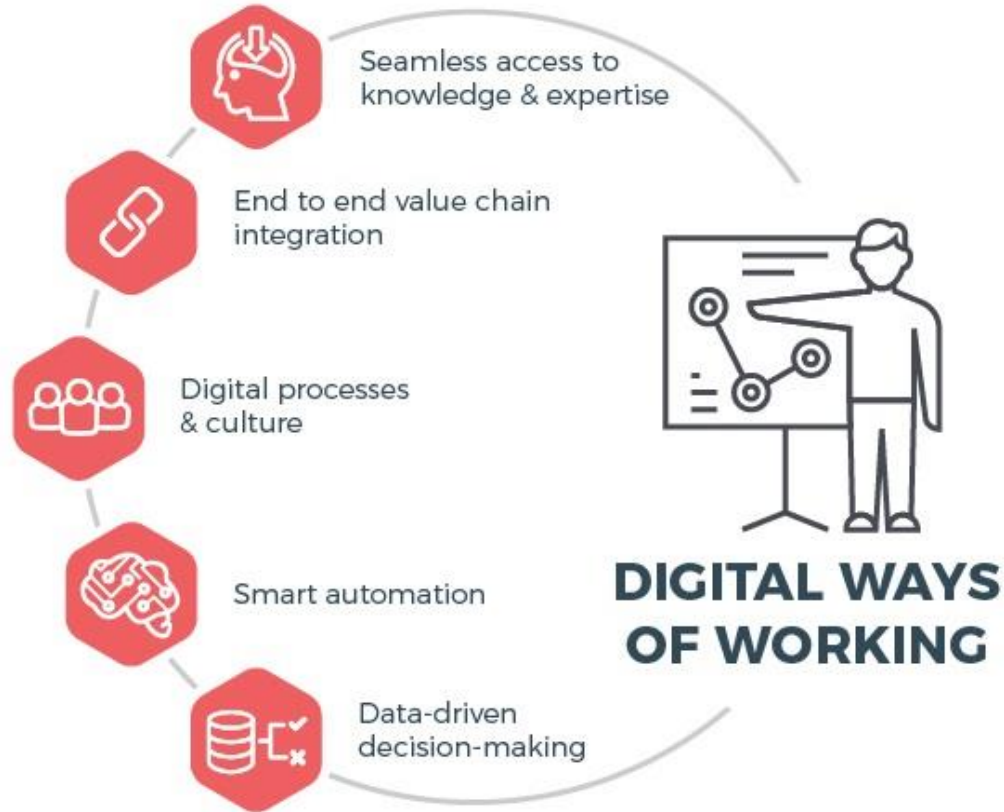 Seamless access to
knowledge & expertise
End to end value chain
integration
Digital processes
& culture
Smart automation
Data-driven
decision-making
DIGITAL WAYS
OF WORKING